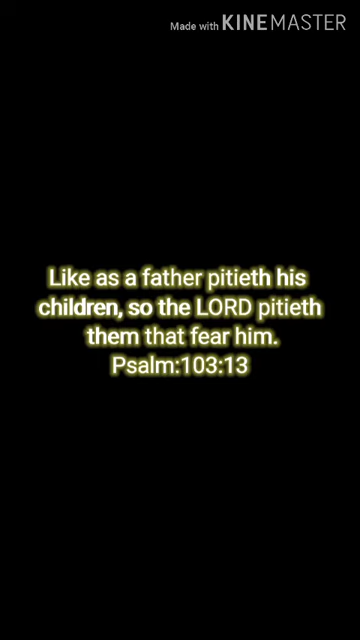 Made with KINEMASTER
Like as a father pitieth his
children, so the LORD pitieth
them that fear him.
Psalm:103:13